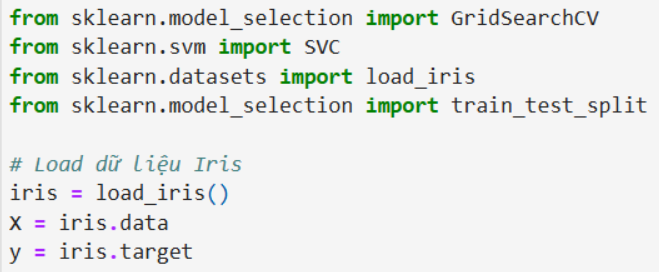 from sklearn.model_selection import GridSearchCV
from sklearn.svm import SVC
from sklearn.datasets import load_iris
from sklearn.model_selection import train_test_split
# Load dữ liệu Iris
iris = load_iris()
X = iris.data
y = iris.target